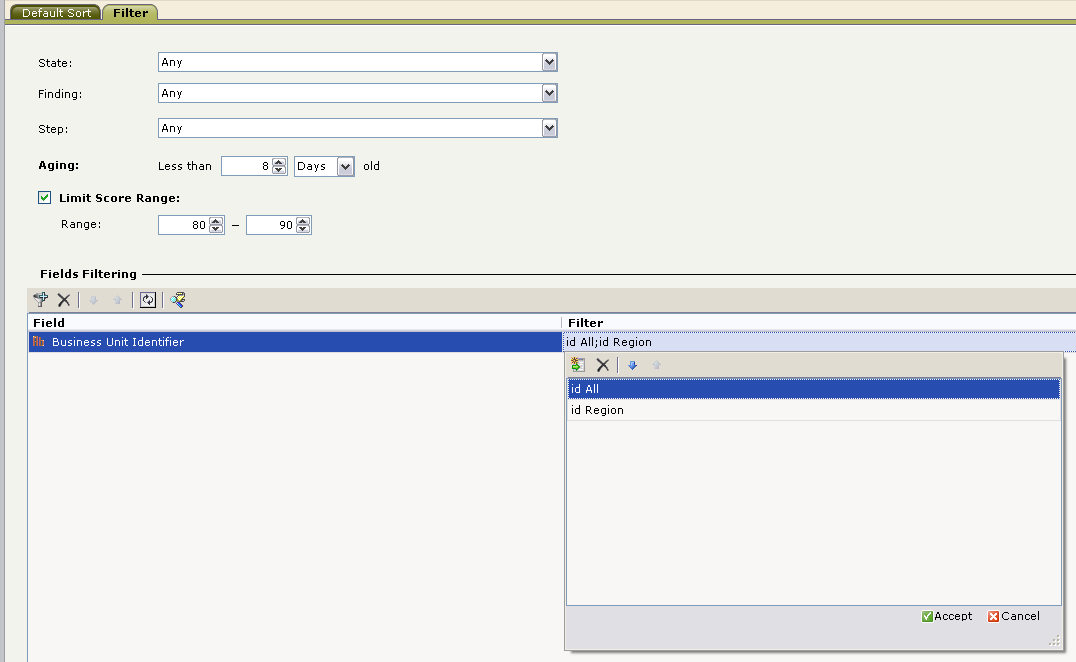 Default Sort Filter
State: Any
Finding: Any
Step: Any
Aging: Less than 8 Days old
Limit Score Range:
Range: 80 – 90
Fields Filtering
Field Filter
Business Unit Identifier id All;id Region
id All
id Region
Accept Cancel